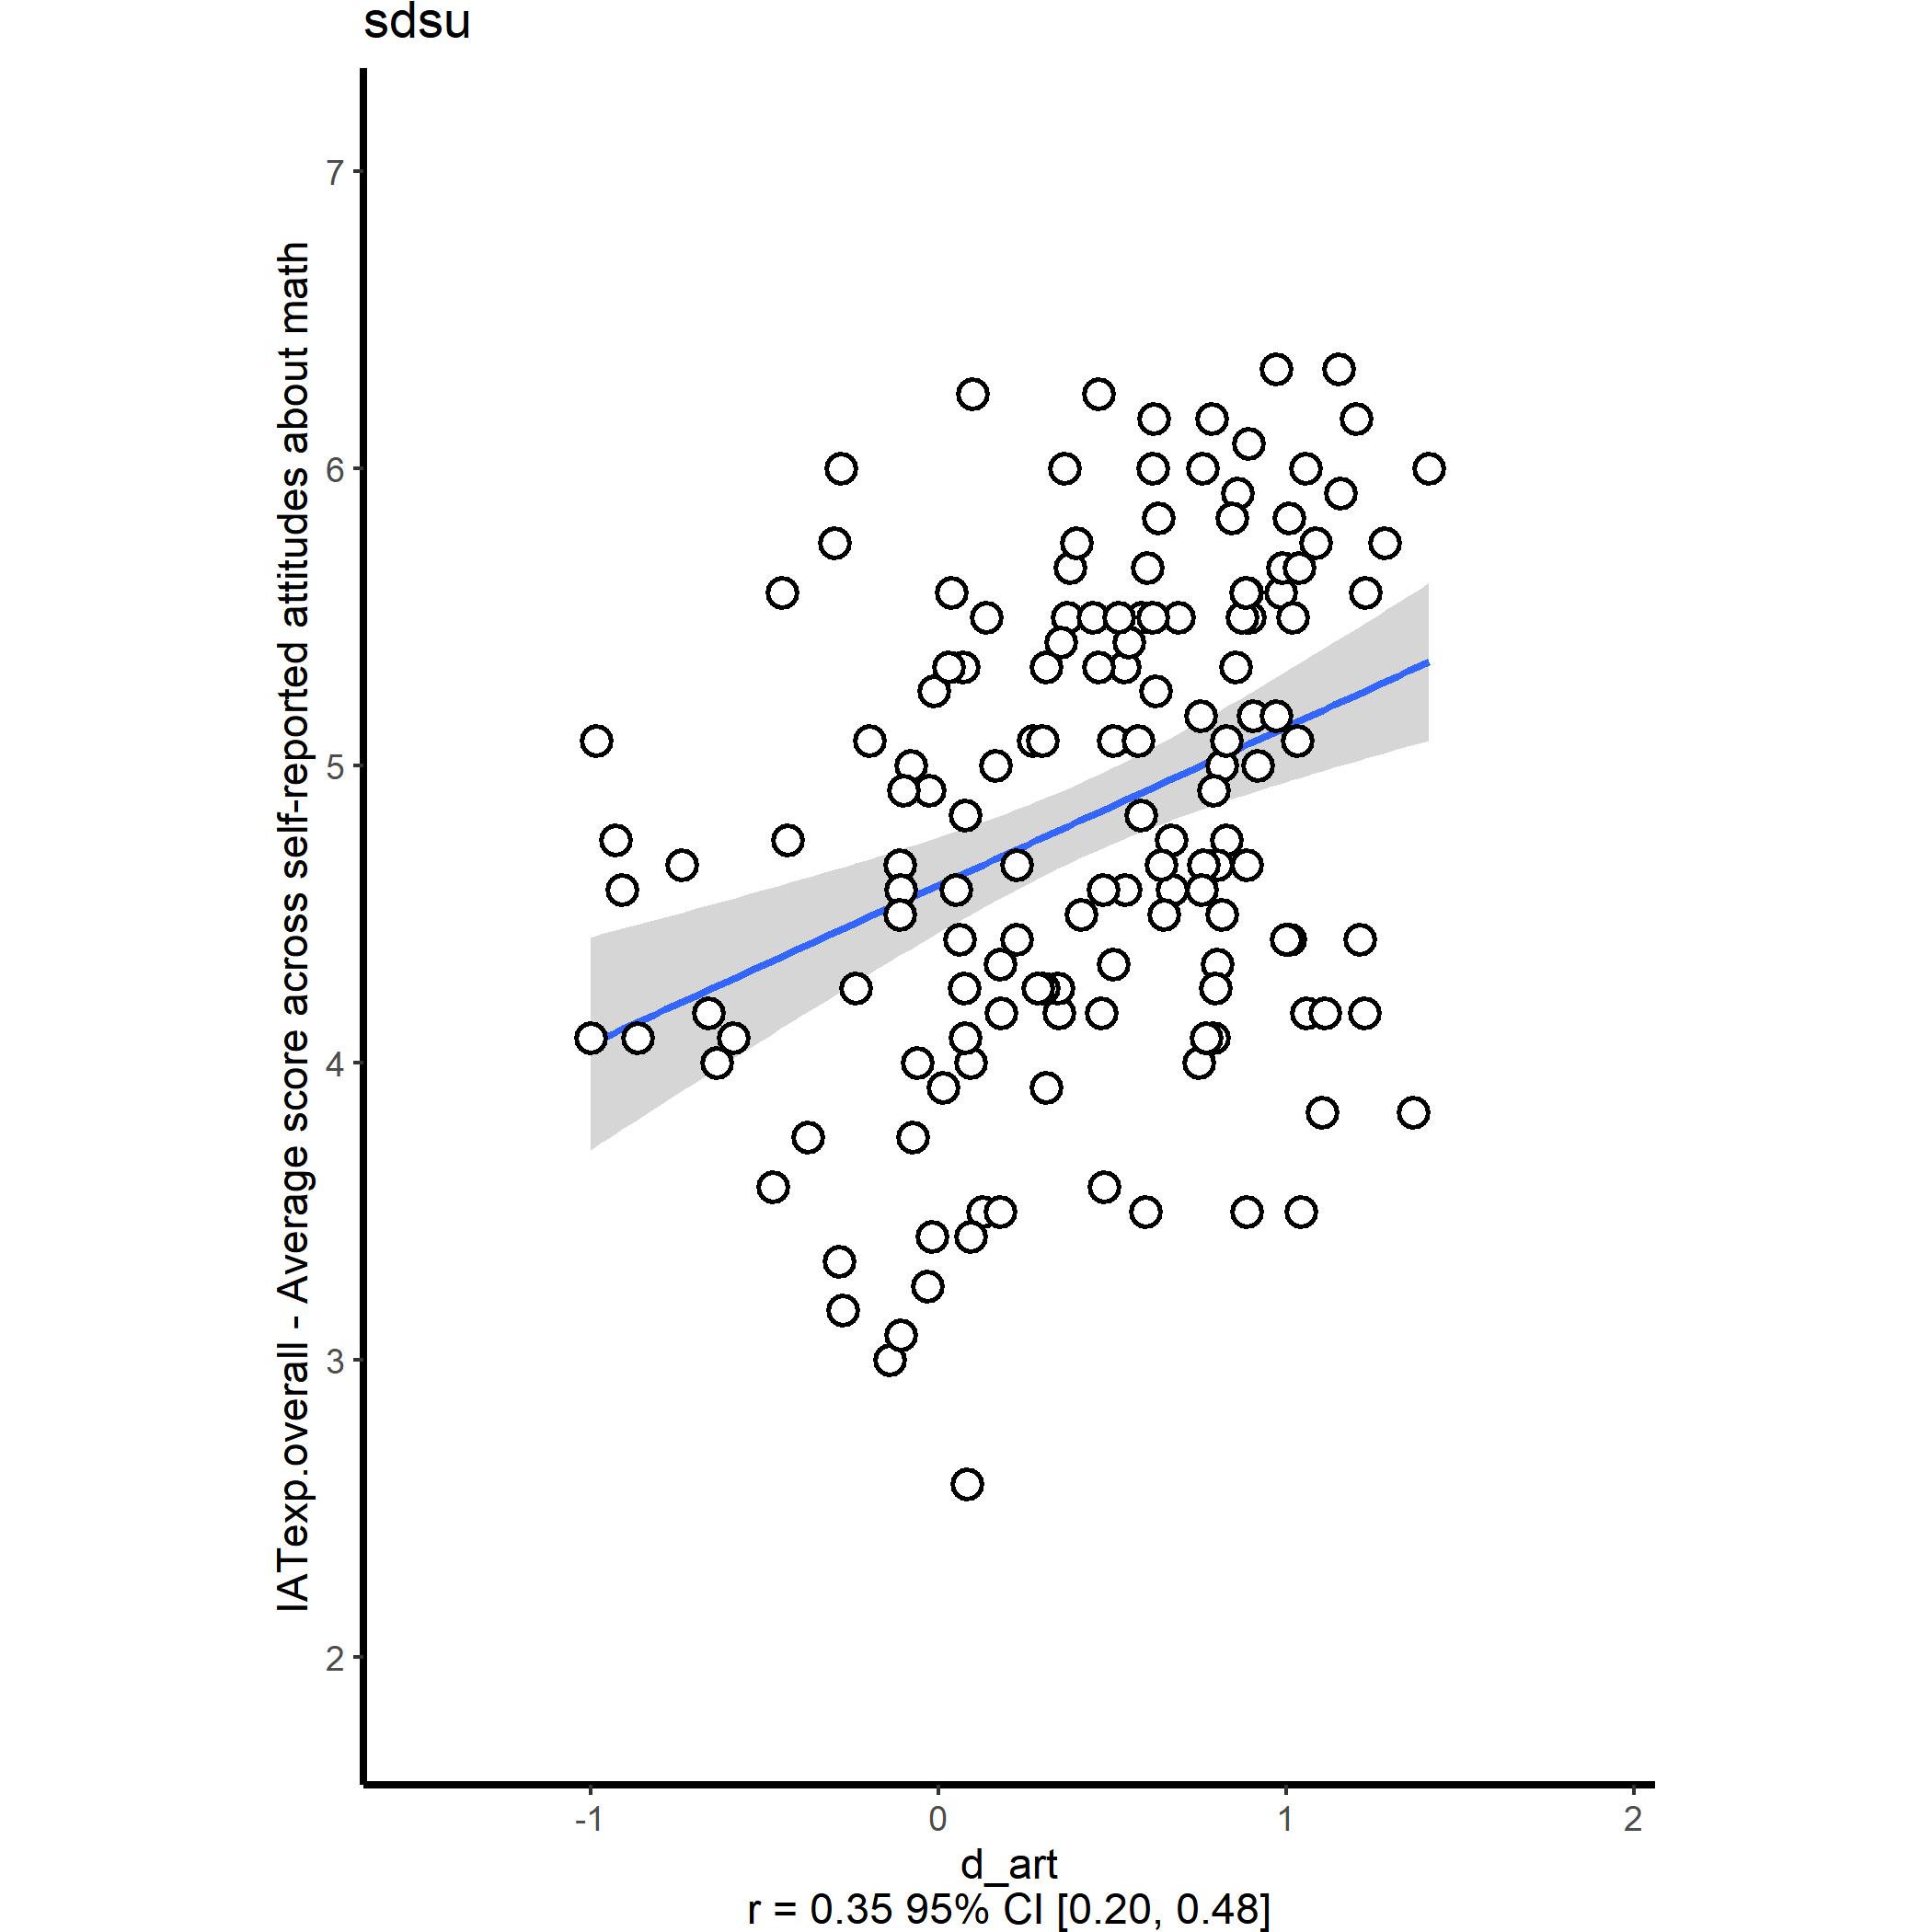 sdsu
IATexp.overall - Average score across self-reported attitudes about math
7
6
5
4
3
2
-1
0
1
2
d_art
r = 0.35 95% CI [0.20, 0.48]